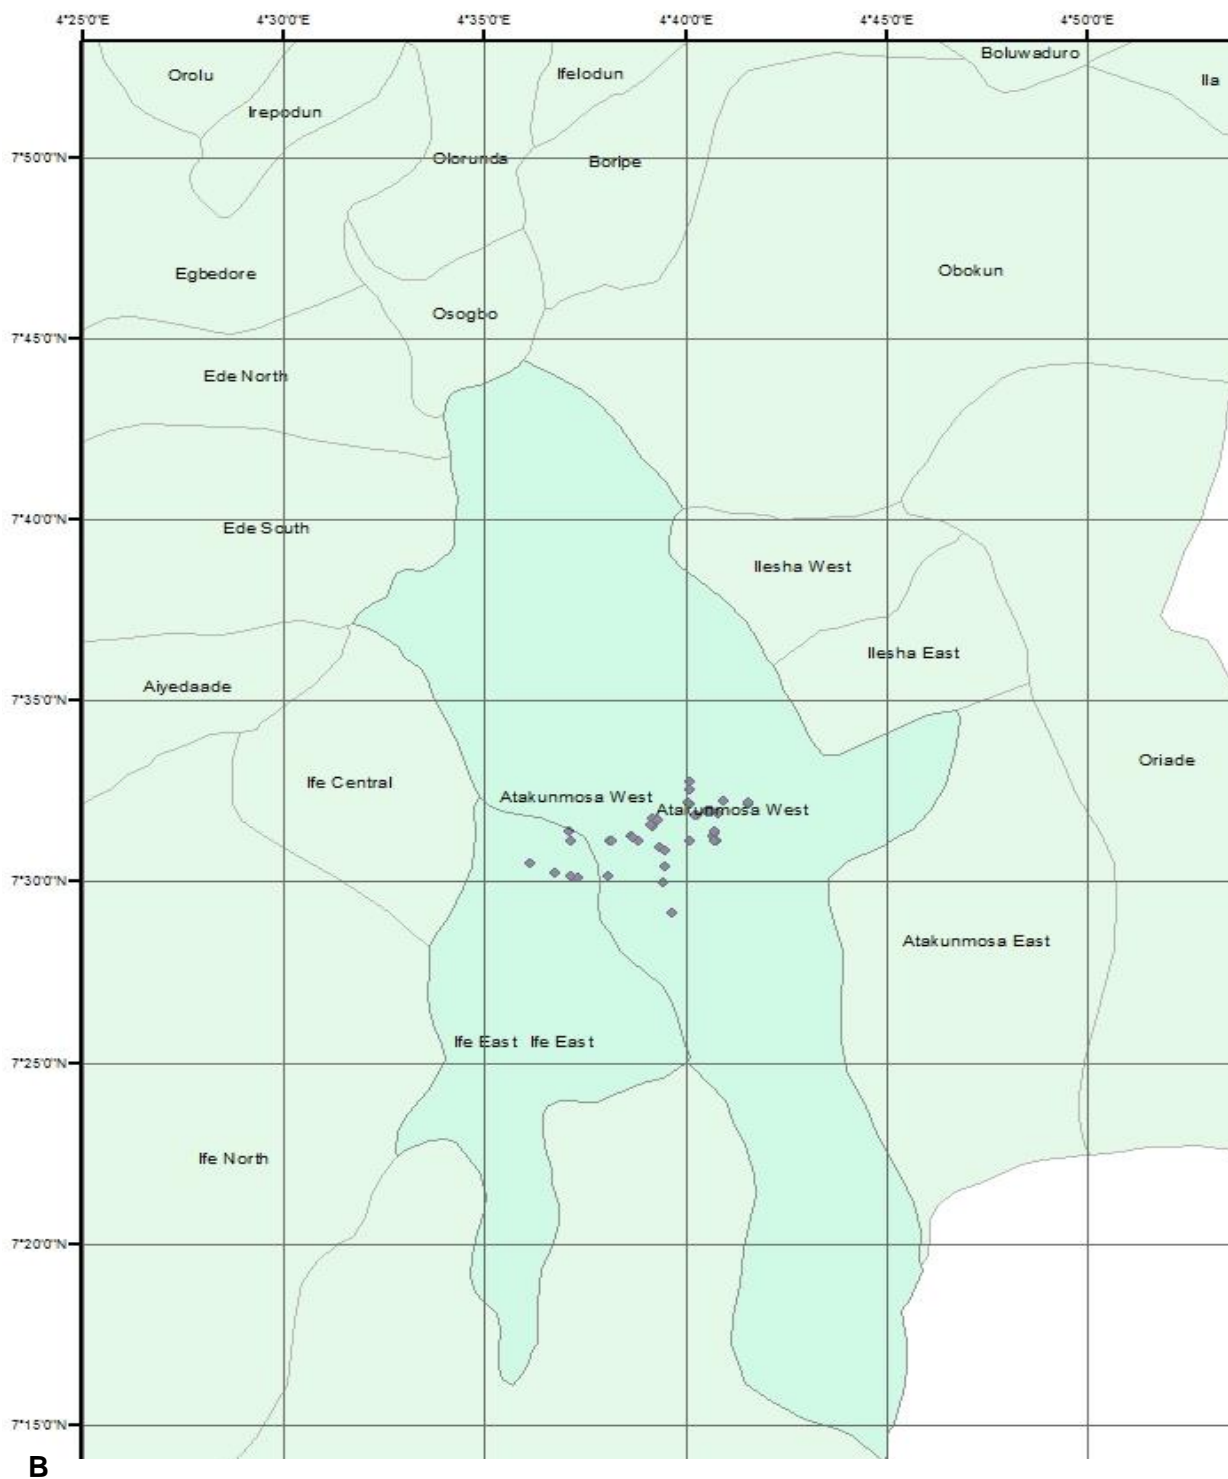 4°25'0"E 4°30'0"E 4°35'0"E 4°40'0"E 4°45'0"E 4°50'0"E
Boluwaduro
Orolu Ifelodun Ila
Irepodun
7°50'0"N Olorunda Boripe
Egbedore Obokun
Osogbo
7°45'0"N
Ede North
7°40'0"N
Ede South
Ilesha West
Ilesha East
7°35'0"N
Aiyedaade
Oriade
Ife Central
Atakunmosa West
Atakunmosa West
7°30'0"N
Atakunmosa East
Ife East Ife East
7°25'0"N
Ife North
7°20'0"N
7°15'0"N
B